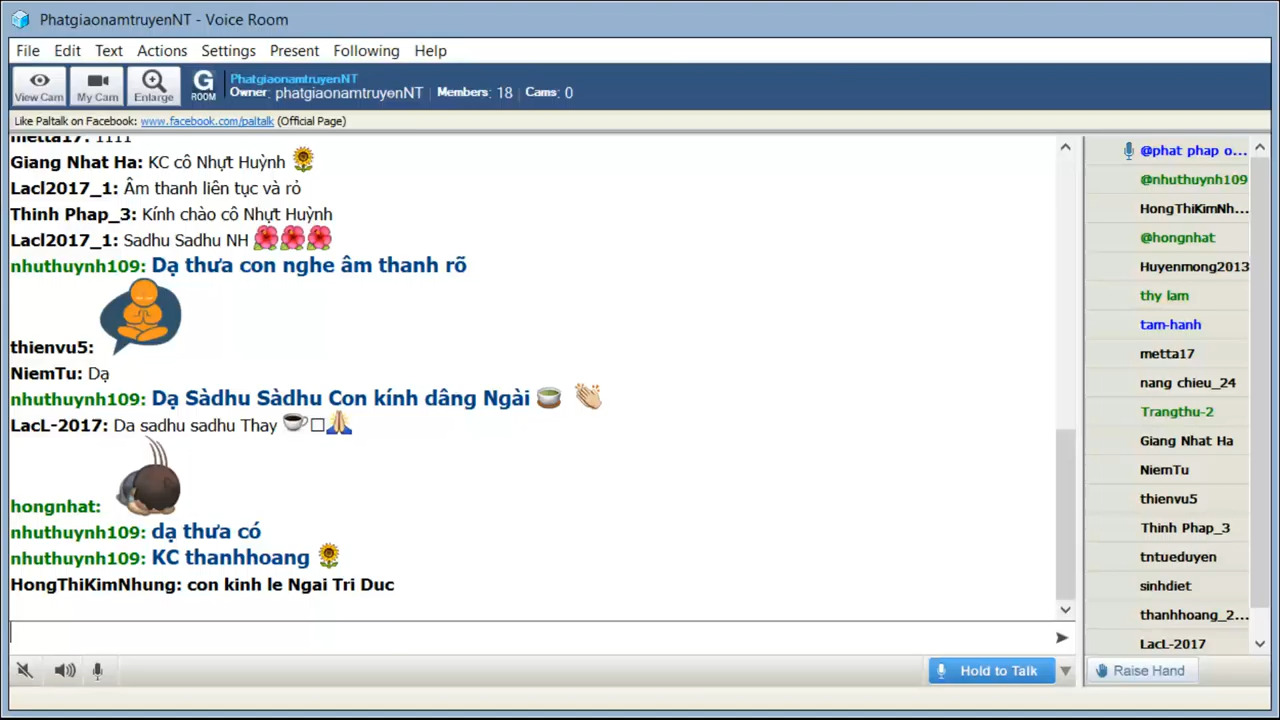 PhatgiaonamtruyenNT - Voice Room
File Edit Text Actions Settings Present Following Help
View Cam My Cam Enlarge G ROOM
PhatgiaonamtruyenNT
Owner: phatgiaonamtruyenNT Members: 18 Cams: 0
Like Paltalk on Facebook: www.facebook.com/paltalk (Official Page)
metta17: 1111
Giang Nhat Ha: KC cô Nhựt Huỳnh
Lacl2017_1: Âm thanh liên tục và rỏ
Thinh Phap_3: Kính chào cô Nhựt Huỳnh
Lacl2017_1: Sadhu Sadhu NH
nhuthuynh109: Dạ thưa con nghe âm thanh rõ
thienvu5:
NiemTu: Dạ
nhuthuynh109: Dạ Sàdhu Sàdhu Con kính dâng Ngài
LacL-2017: Da sadhu sadhu Thay
hongnhat:
nhuthuynh109: dạ thưa có
nhuthuynh109: KC thanhhoang
HongThiKimNhung: con kinh le Ngai Tri Duc
@phat phap o...
@nhuthuynh109
HongThiKimNh...
@hongnhat
Huyenmong2013
thy lam
tam-hanh
metta17
nang chieu_24
Trangthu-2
Giang Nhat Ha
NiemTu
thienvu5
Thinh Phap_3
tntueduyen
sinhdiet
thanhhoang_2...
LacL-2017
Hold to Talk
Raise Hand